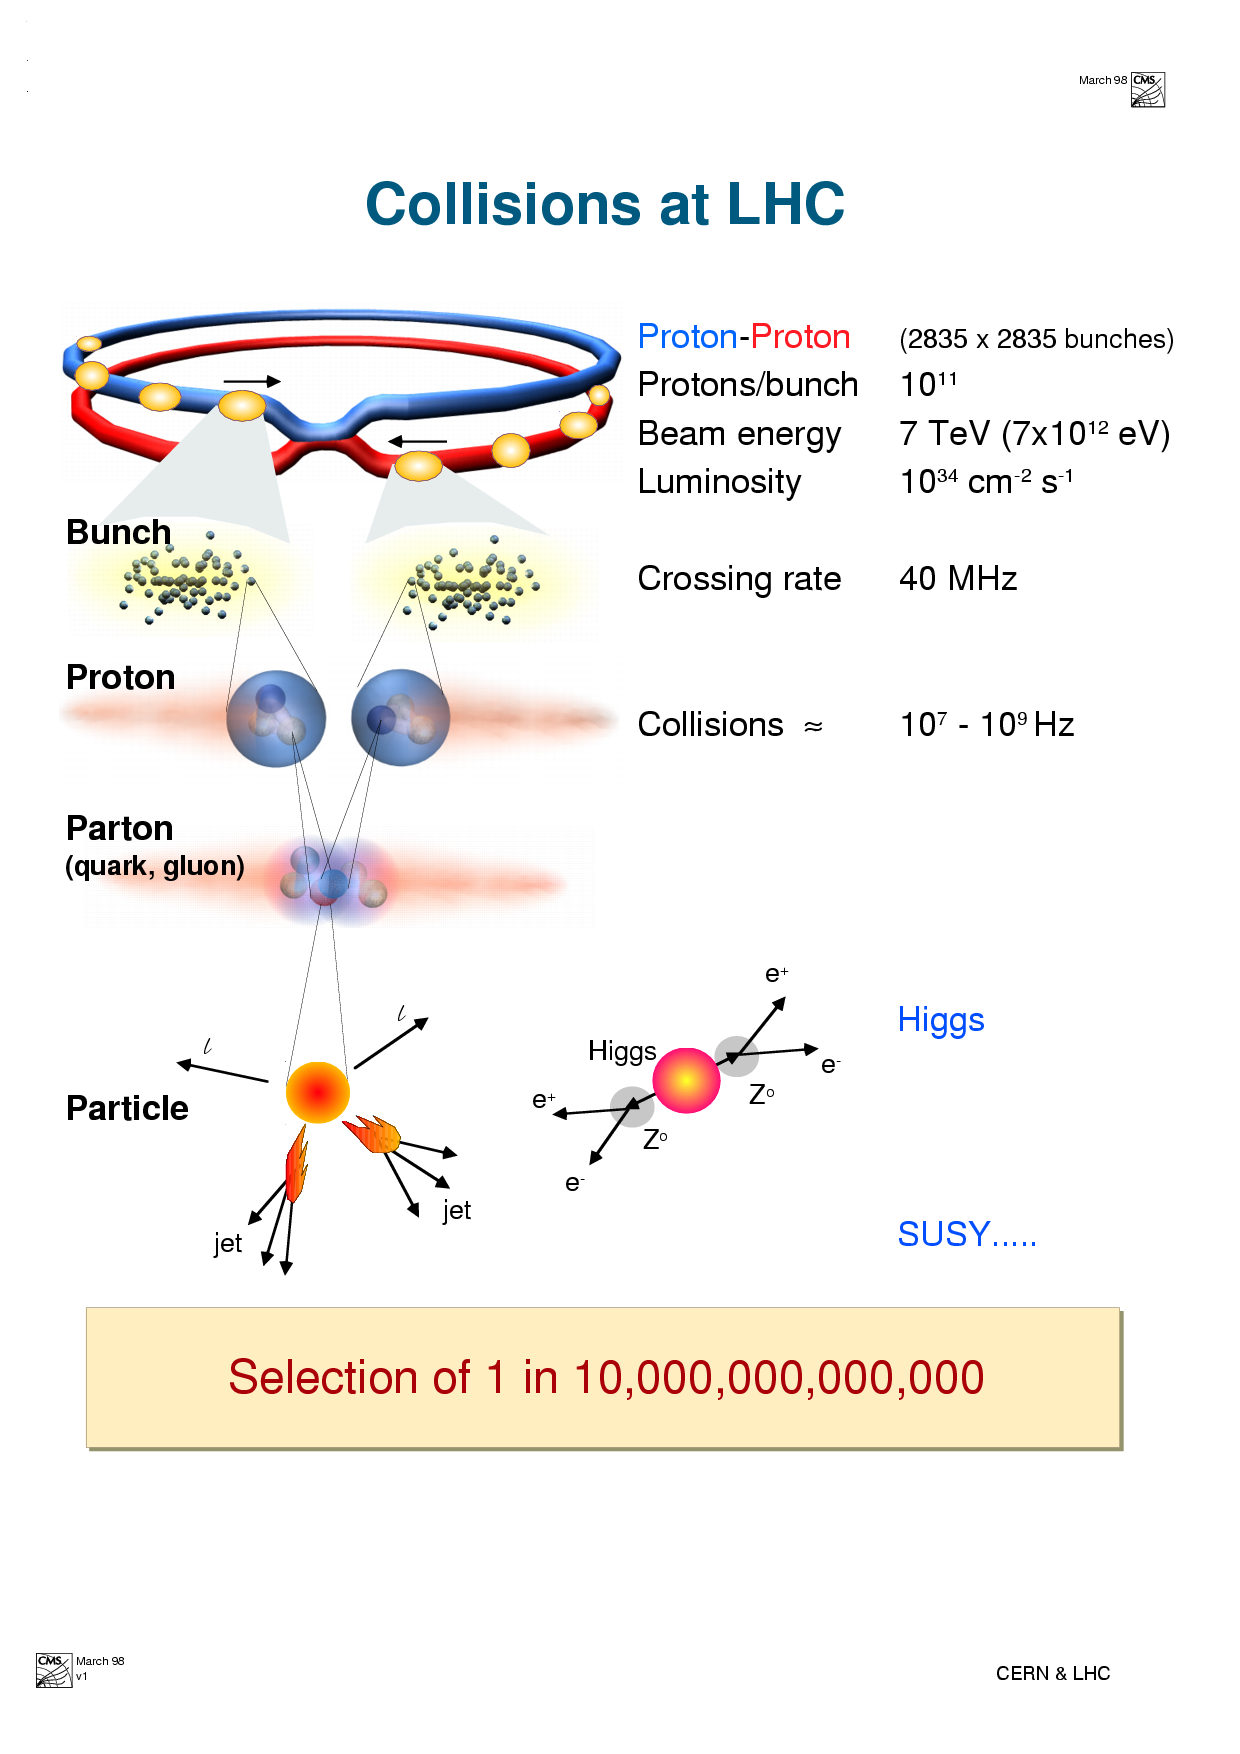 March 98 CMS
Collisions at LHC
Proton-Proton (2835 x 2835 bunches)
Protons/bunch 10¹¹
Beam energy 7 TeV (7x10¹² eV)
Luminosity 10³⁴ cm⁻² s⁻¹
Bunch
Crossing rate 40 MHz
Proton
Collisions ≈ 10⁷ - 10⁹ Hz
Parton
(quark, gluon)
e⁺
l
Higgs
l
Higgs
e⁻
Z⁰
e⁺
Particle
Z⁰
e⁻
jet
jet
SUSY.....
Selection of 1 in 10,000,000,000,000
CMS March 98
v1
CERN & LHC